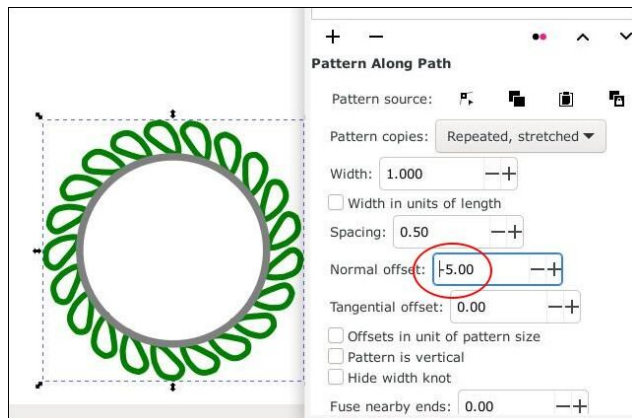 Pattern Along Path
Pattern source:
Pattern copies: Repeated, stretched
Width: 1.000
Width in units of length
Spacing: 0.50
Normal offset: -5.00
Tangential offset: 0.00
Offsets in unit of pattern size
Pattern is vertical
Hide width knot
Fuse nearby ends: 0.00